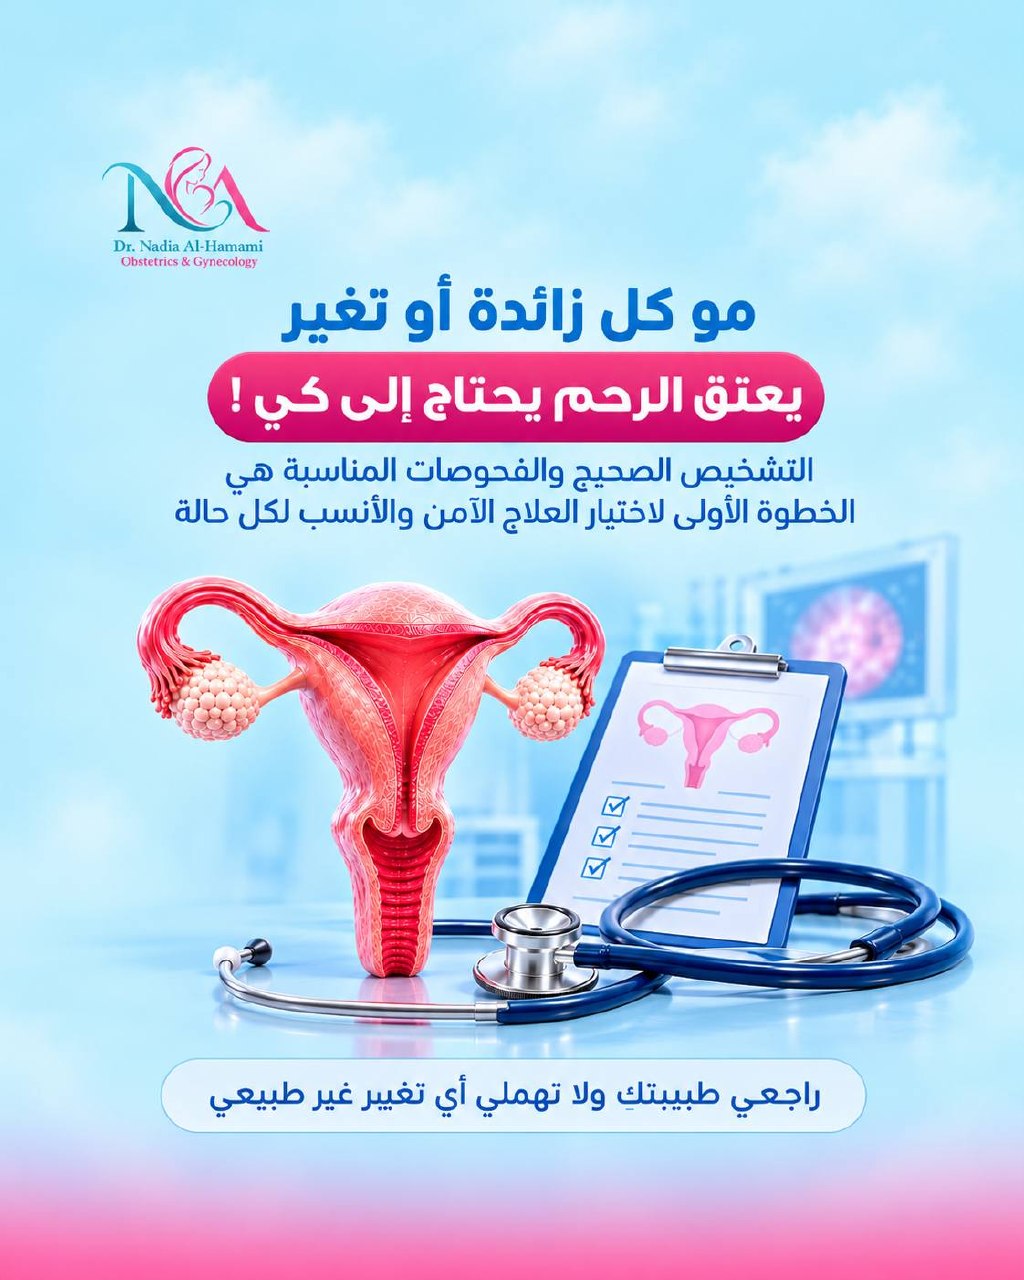 NCA
Dr. Nadia Al-Hamami
Obstetrics & Gynecology
مو كل زائدة أو تغير
يعتق الرحم يحتاج إلى كي !
التشخيص الصحيح والفحوصات المناسبة هي
الخطوة الأولى لاختيار العلاج الآمن والأنسب لكل حالة
راجعي طبيبتكِ ولا تهملي أي تغيير غير طبيعي